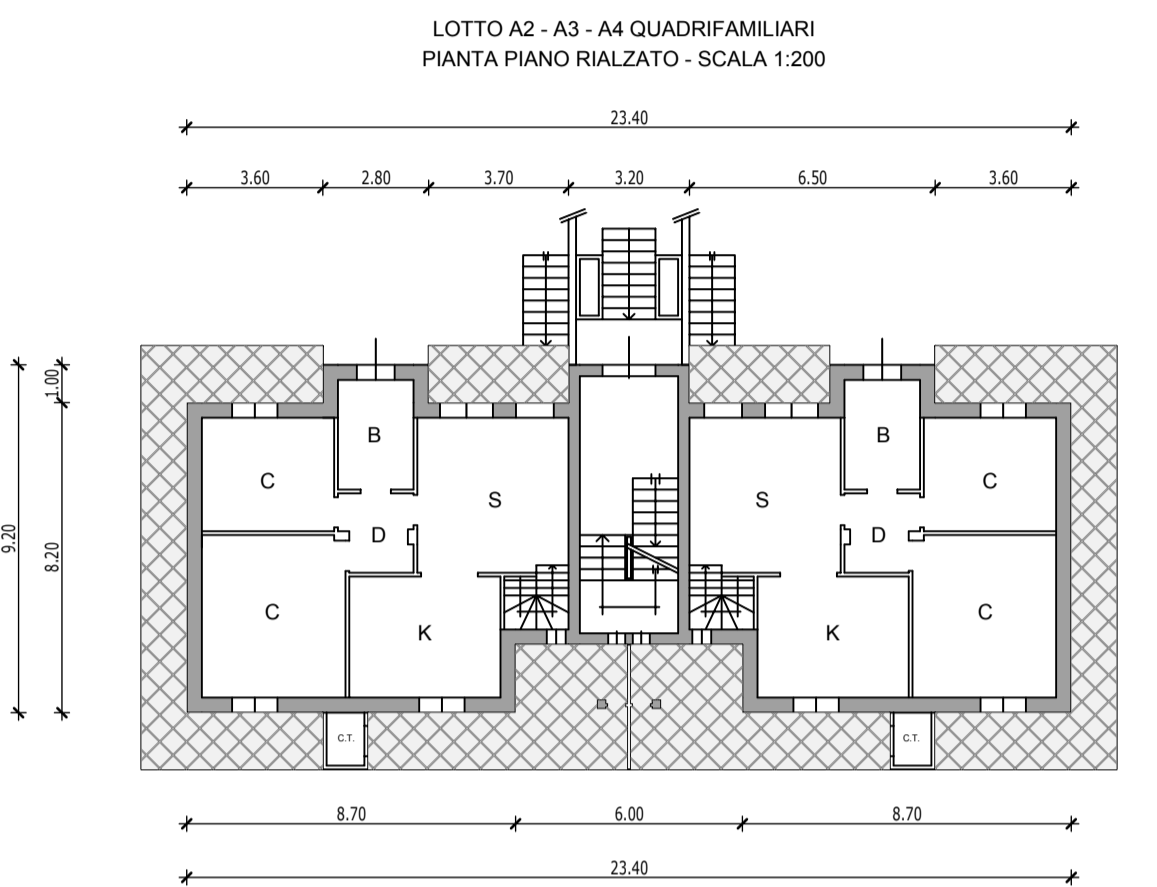 LOTTO A2 - A3 - A4 QUADRIFAMILIARI
PIANTA PIANO RIALZATO - SCALA 1:200
23.40
3.60 2.80 3.70 3.20 6.50 3.60
1.00
9.20
8.20
B B
C C
S S
D D
C C
K K
C.T. C.T.
8.70 6.00 8.70
23.40